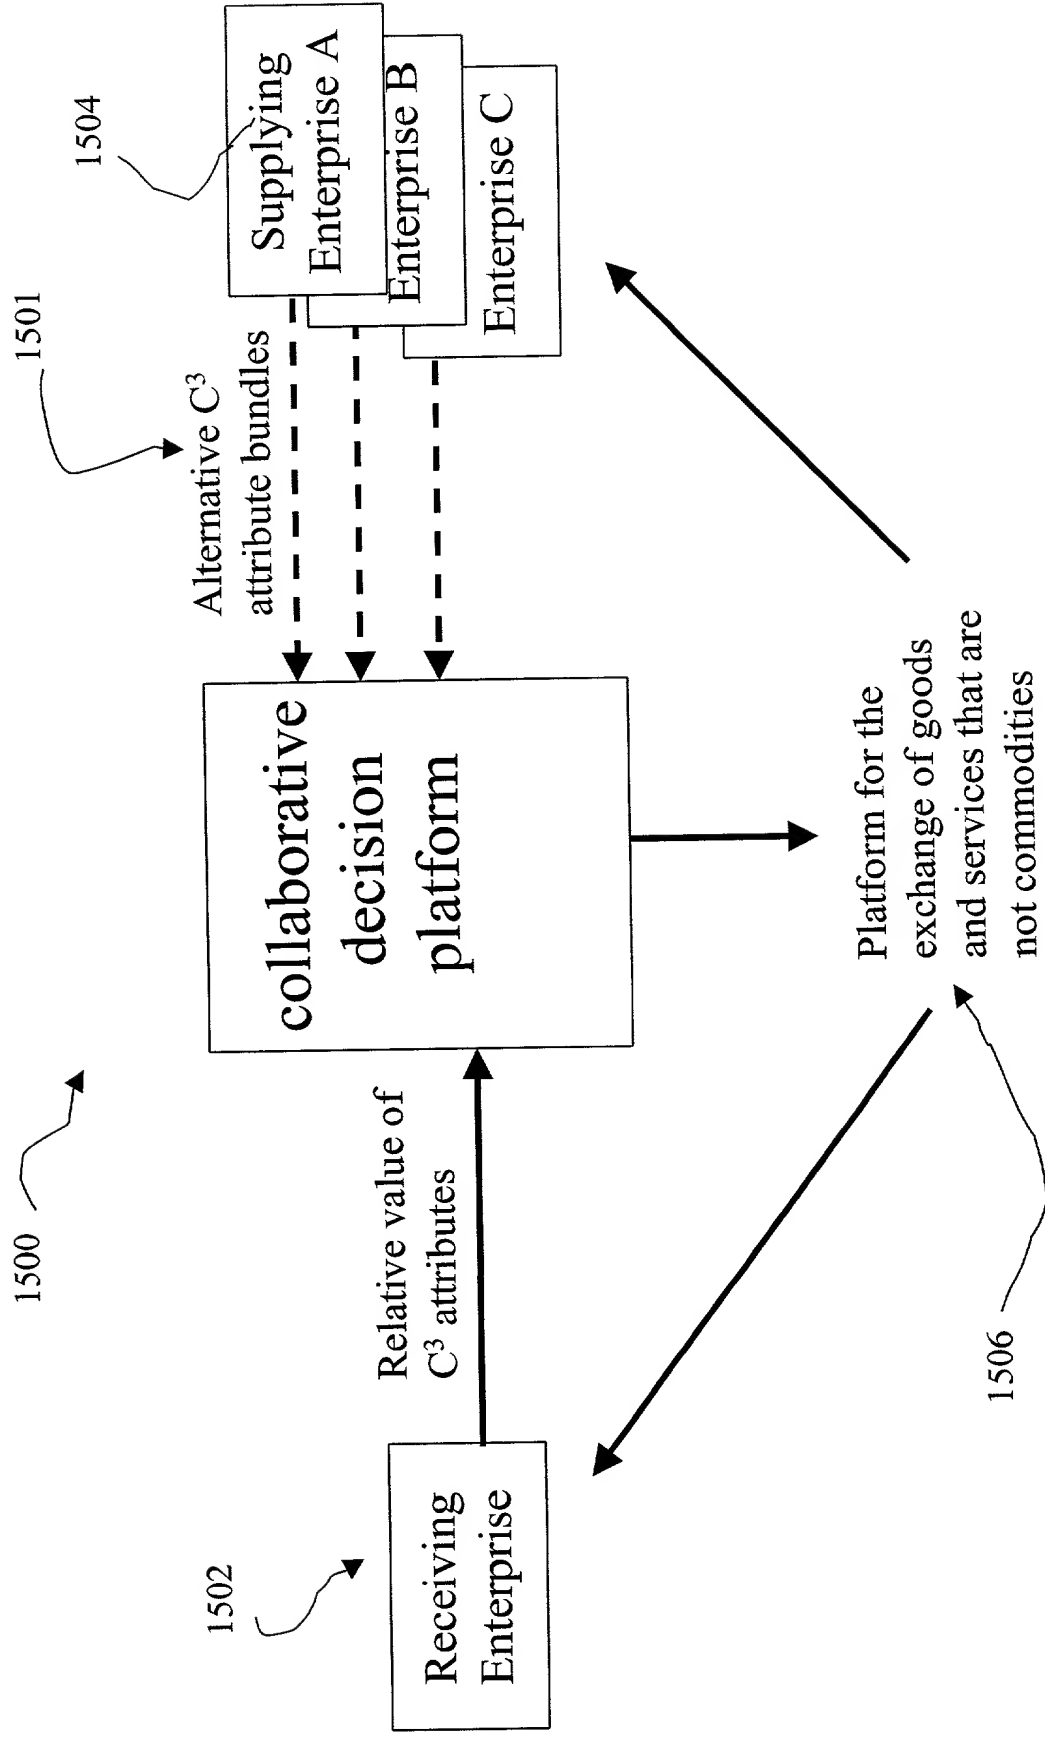 1500
1502
Receiving
Enterprise
Relative value of
C³ attributes
collaborative
decision
platform
1501
Alternative C³
attribute bundles
1504
Supplying
Enterprise A
Enterprise B
Enterprise C
1506
Platform for the
exchange of goods
and services that are
not commodities